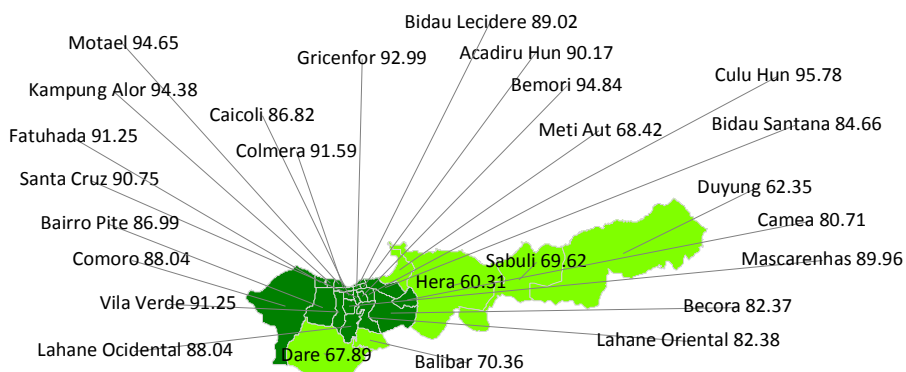 Bidau Lecidere 89.02
Motael 94.65
Gricenfor 92.99
Acadiru Hun 90.17
Kampung Alor 94.38
Bemori 94.84
Culu Hun 95.78
Caicoli 86.82
Fatuhada 91.25
Meti Aut 68.42
Bidau Santana 84.66
Colmera 91.59
Santa Cruz 90.75
Duyung 62.35
Bairro Pite 86.99
Camea 80.71
Comoro 88.04
Sabuli 69.62
Mascarenhas 89.96
Hera 60.31
Vila Verde 91.25
Becora 82.37
Lahane Ocidental 88.04
Dare 67.89
Balibar 70.36
Lahane Oriental 82.38